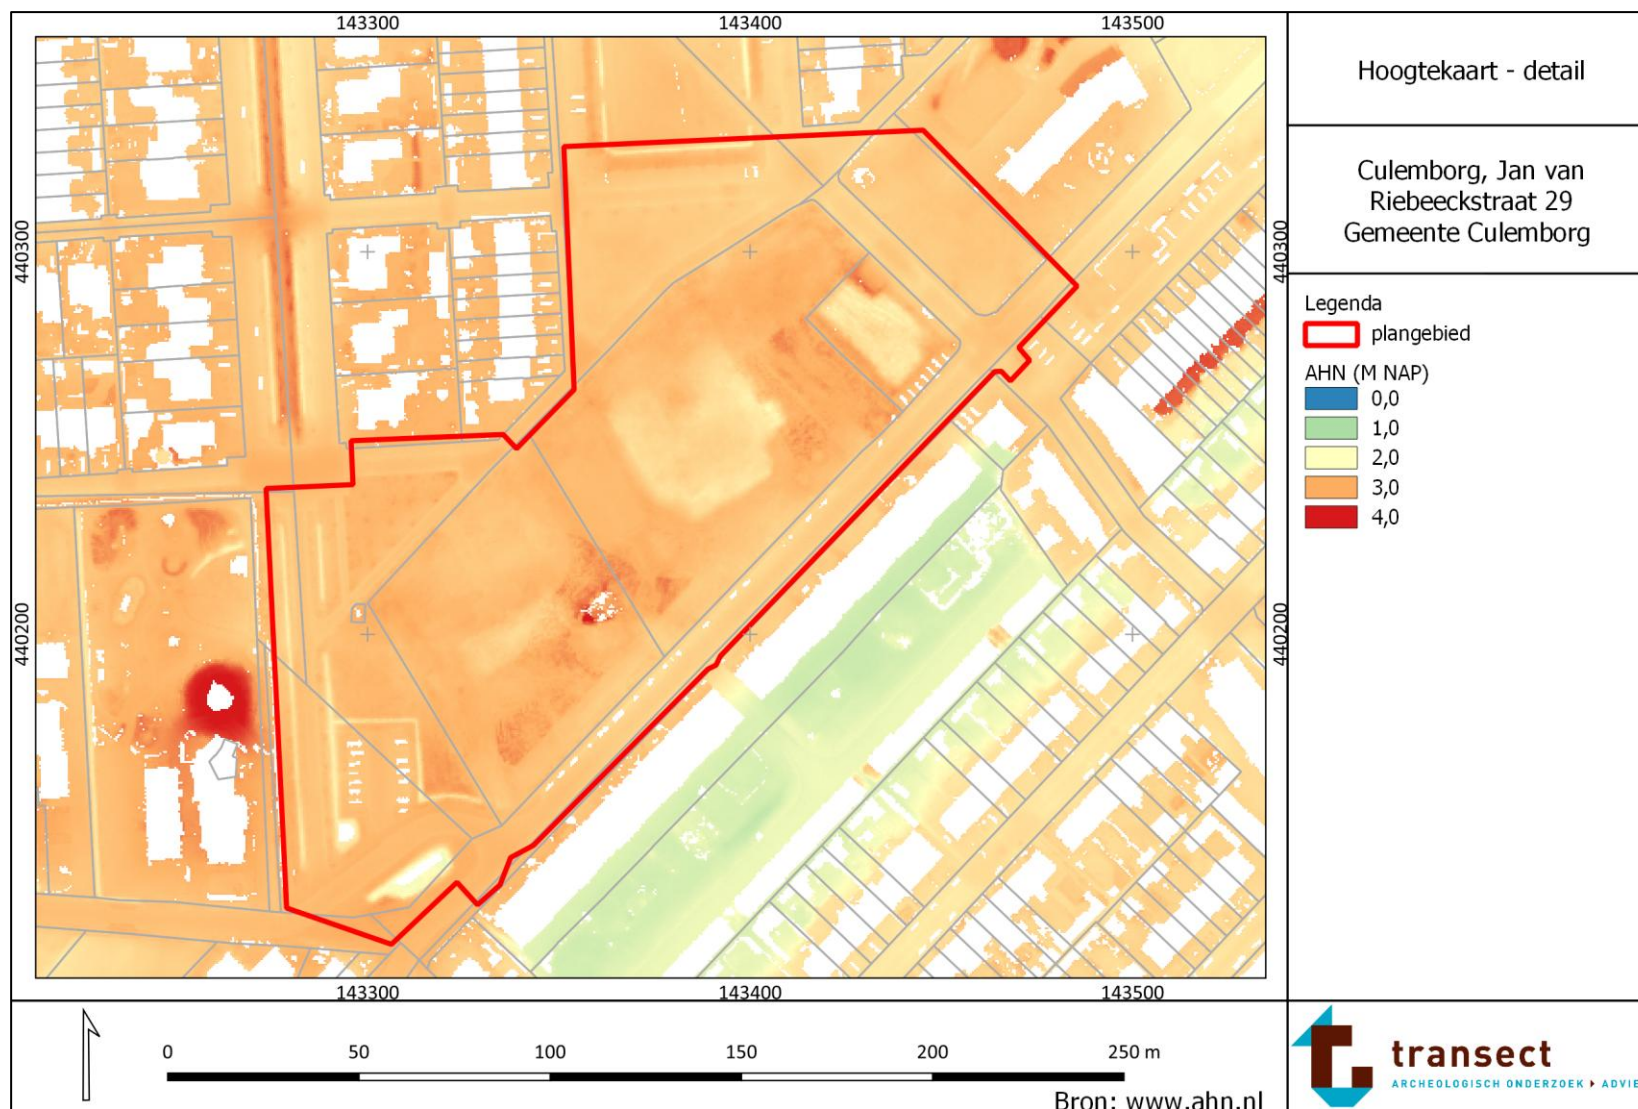 143300 143400 143500
Hoogtekaart - detail
Culemborg, Jan van
Riebeeckstraat 29
Gemeente Culemborg
440300 440300
Legenda
plangebied
AHN (M NAP)
0,0
1,0
2,0
3,0
4,0
440200 440200
143300 143400 143500
0 50 100 150 200 250 m
Bron: www.ahn.nl
transect
ARCHEOLOGISCH ONDERZOEK ADVIE